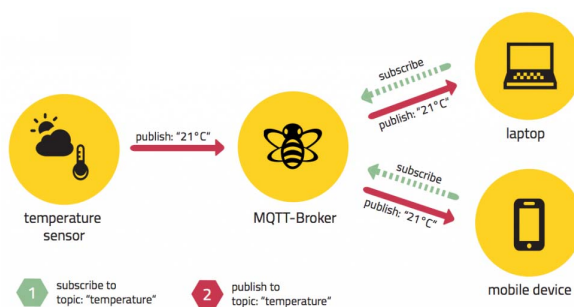 subscribe
publish: "21°C"
laptop
publish: "21°C"
temperature
sensor
MQTT-Broker
subscribe
publish: "21°C"
mobile device
1
subscribe to
topic: "temperature"
2
publish to
topic: "temperature"